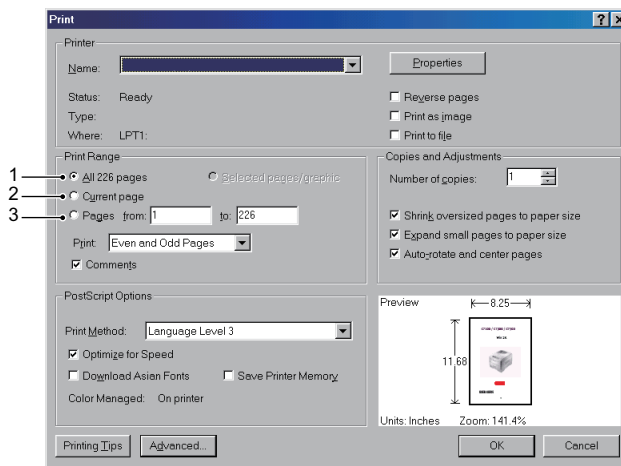 Print
Printer
Name:
Properties
Status: Ready
Type:
Where: LPT1:
Reverse pages
Print as image
Print to file
Print Range
1 All 226 pages
Selected pages/graphic
2 Current page
3 Pages from: 1 to: 226
Print: Even and Odd Pages
Comments
Copies and Adjustments
Number of copies: 1
Shrink oversized pages to paper size
Expand small pages to paper size
Auto-rotate and center pages
PostScript Options
Print Method: Language Level 3
Optimize for Speed
Download Asian Fonts Save Printer Memory
Color Managed: On printer
Preview
8.25
11.68
Units: Inches Zoom: 141.4%
Printing Tips Advanced... OK Cancel